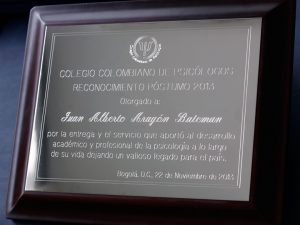 COLEGIO COLOMBIANO DE PSICÓLOGOS
RECONOCIMIENTO PÓSTUMO 2013
Otorgado a:
Juan Alberto Aragón Bateman
por la entrega y el servicio que aportó al desarrollo
académico y profesional de la psicología a lo largo
de su vida dejando un valioso legado para el país.
Bogotá, D.C., 22 de Noviembre de 2013